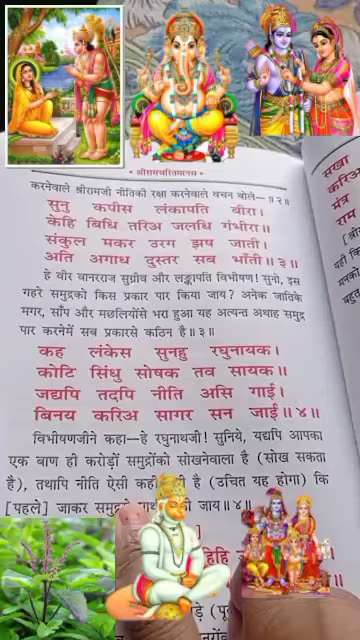 * श्रीरामचरितमानस *
करनेवाले श्रीरामजी नीतिकी रक्षा करनेवाले वचन बोले—॥ २॥
सुनु कपीस लंकापति बीरा।
केहि बिधि तरिअ जलधि गंभीरा॥
संकुल मकर उरग झष जाती।
अति अगाध दुस्तर सब भाँती॥ ३॥
हे वीर वानरराज सुग्रीव और लङ्कापति विभीषण! सुनो, इस
गहरे समुद्रको किस प्रकार पार किया जाय? अनेक जातिके
मगर, साँप और मछलियोंसे भरा हुआ यह अत्यन्त अथाह समुद्र
पार करनेमें सब प्रकारसे कठिन है॥ ३॥
कह लंकेस सुनहु रघुनायक।
कोटि सिंधु सोषक तव सायक॥
जद्यपि तदपि नीति असि गाई।
बिनय करिअ सागर सन जाई॥ ४॥
विभीषणजीने कहा—हे रघुनाथजी! सुनिये, यद्यपि आपका
एक बाण ही करोड़ों समुद्रोंको सोखनेवाला है (सोख सकता
है), तथापि नीति ऐसी कही है (उचित यह होगा) कि
[पहले] जाकर की जाय॥ ४॥
सखा
करिअ
मंत्र
राम